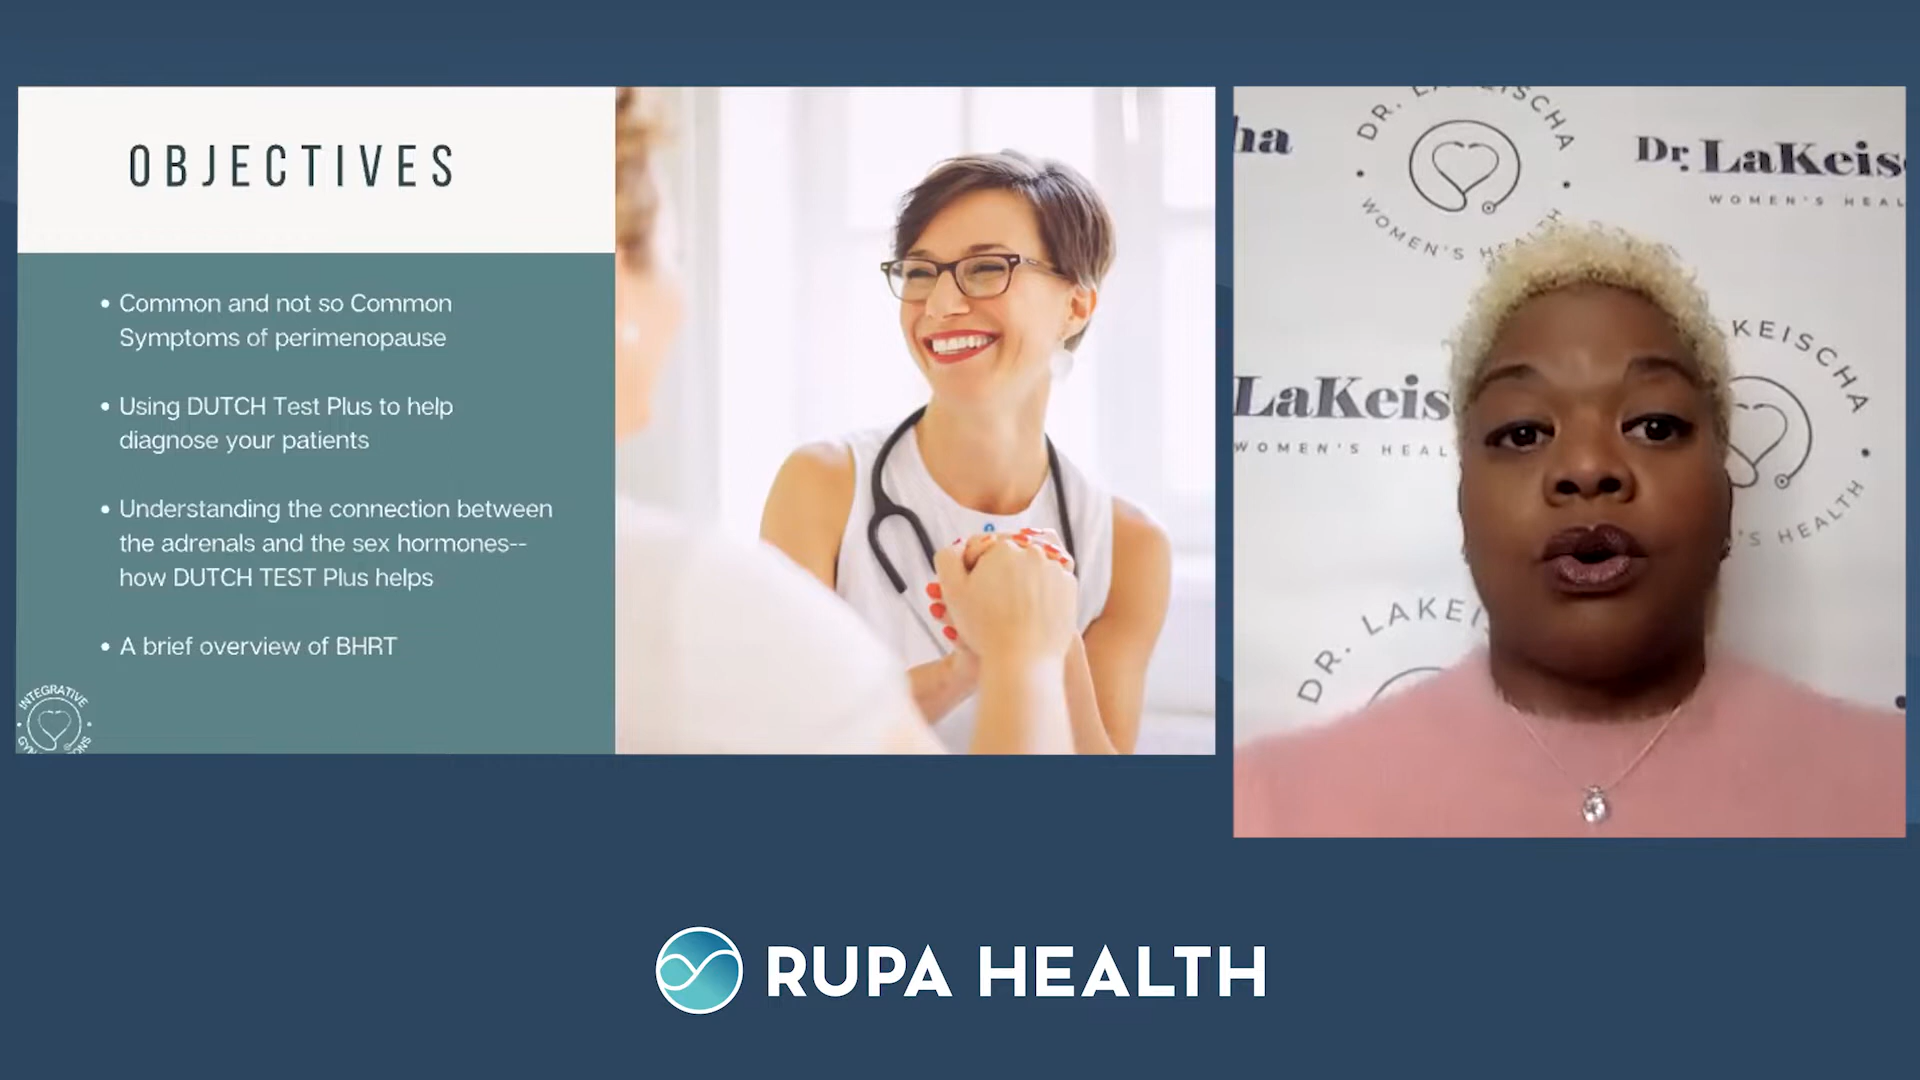 OBJECTIVES
• Common and not so Common
Symptoms of perimenopause
• Using DUTCH Test Plus to help
diagnose your patients
• Understanding the connection between
the adrenals and the sex hormones--
how DUTCH TEST Plus helps
• A brief overview of BHRT
INTEGRATIVE
DR. LAKEISCHA
WOMEN'S HEALTH
Dr. LaKeis
WOMEN'S HEAL
ha
LaKeis
WOMEN'S HEAL
KEISCHA
'S HEALTH
DR. LAKEI
RUPA HEALTH